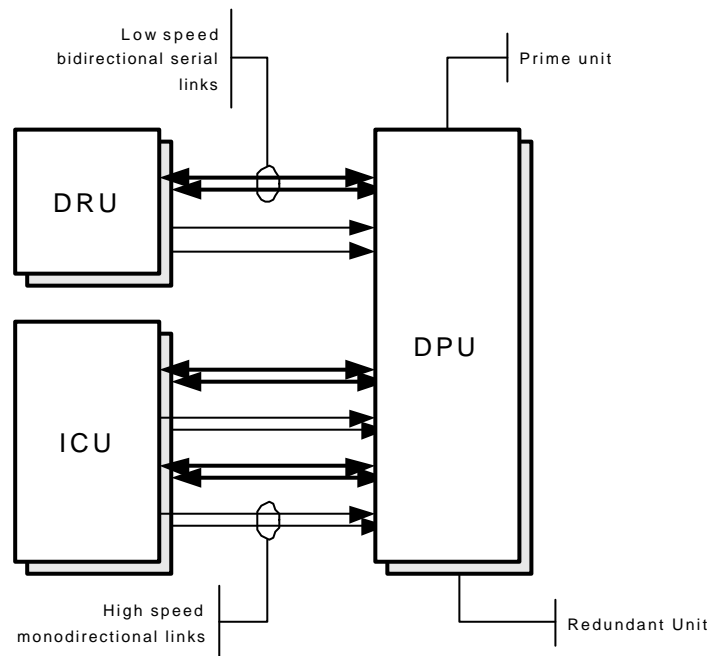 Low speed
bidirectional serial
links
Prime unit
DRU
DPU
ICU
High speed
monodirectional links
Redundant Unit